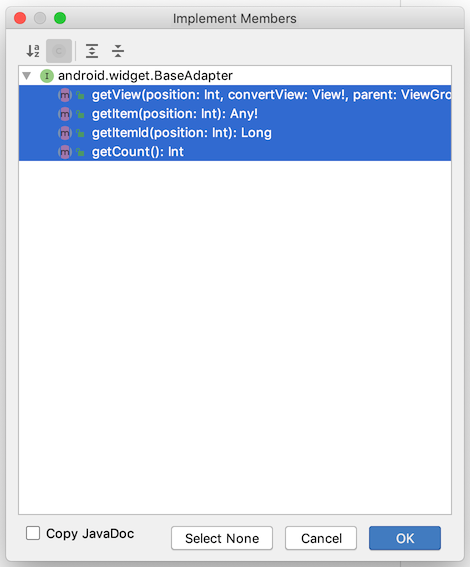 Implement Members
android.widget.BaseAdapter
getView(position: Int, convertView: View!, parent: ViewGro
getItem(position: Int): Any!
getItemId(position: Int): Long
getCount(): Int
Copy JavaDoc
Select None
Cancel
OK